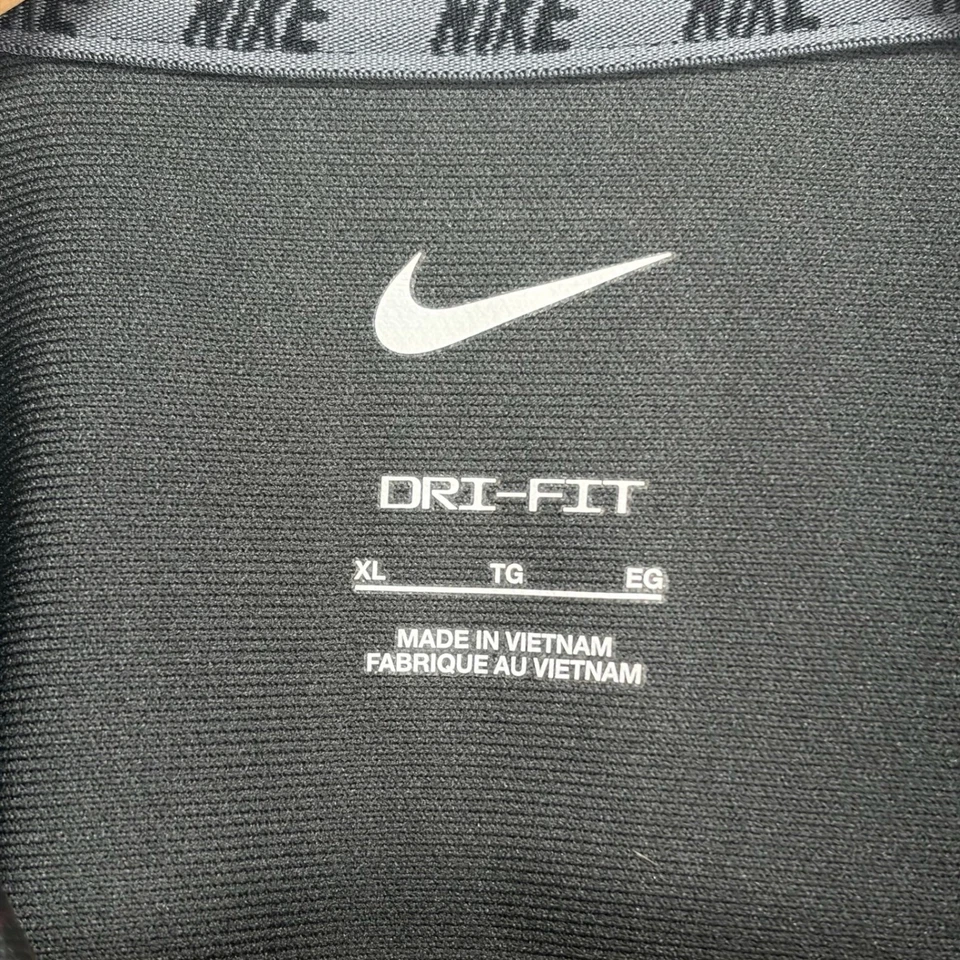 NIKE NIKE NIKE
DRI-FIT
XL TG EG
MADE IN VIETNAM
FABRIQUE AU VIETNAM